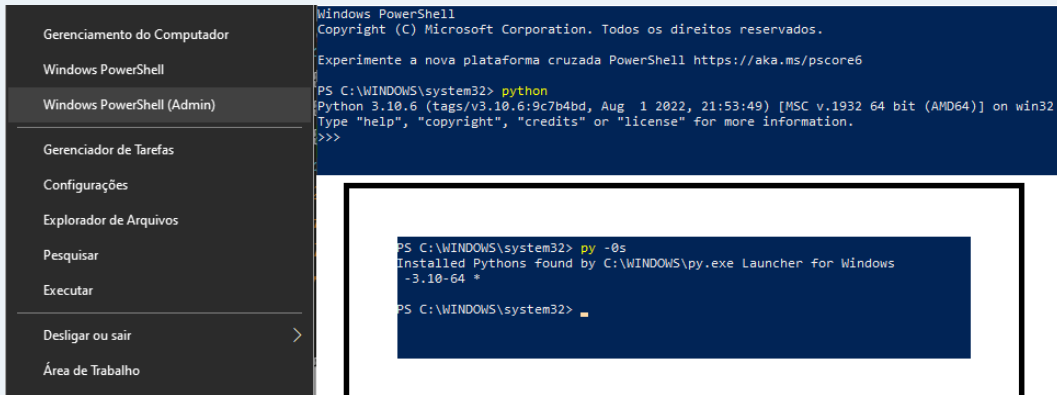 Gerenciamento do Computador
Windows PowerShell
Windows PowerShell (Admin)
Gerenciador de Tarefas
Configurações
Explorador de Arquivos
Pesquisar
Executar
Desligar ou sair
Área de Trabalho
Windows PowerShell
Copyright (C) Microsoft Corporation. Todos os direitos reservados.
Experimente a nova plataforma cruzada PowerShell https://aka.ms/pscore6
PS C:\WINDOWS\system32> python
Python 3.10.6 (tags/v3.10.6:9c7b4bd, Aug  1 2022, 21:53:49) [MSC v.1932 64 bit (AMD64)] on win32
Type "help", "copyright", "credits" or "license" for more information.
>>>
PS C:\WINDOWS\system32> py -0s
Installed Pythons found by C:\WINDOWS\py.exe Launcher for Windows
 -3.10-64 *
PS C:\WINDOWS\system32>